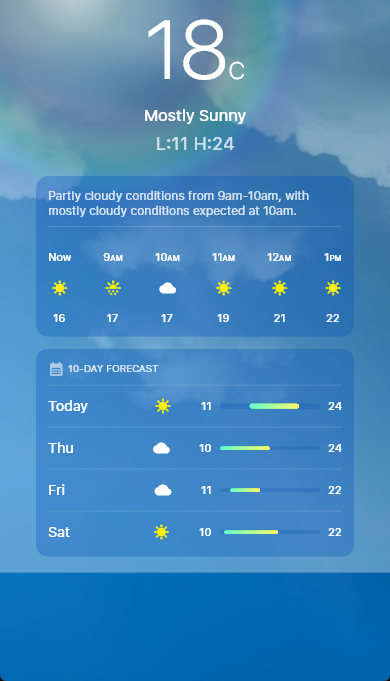 18C
Mostly Sunny
L:11 H:24
Partly cloudy conditions from 9am-10am, with
mostly cloudy conditions expected at 10am.
Now 9AM 10AM 11AM 12AM 1PM
16 17 17 19 21 22
10-DAY FORECAST
Today 11 24
Thu 10 24
Fri 11 22
Sat 10 22